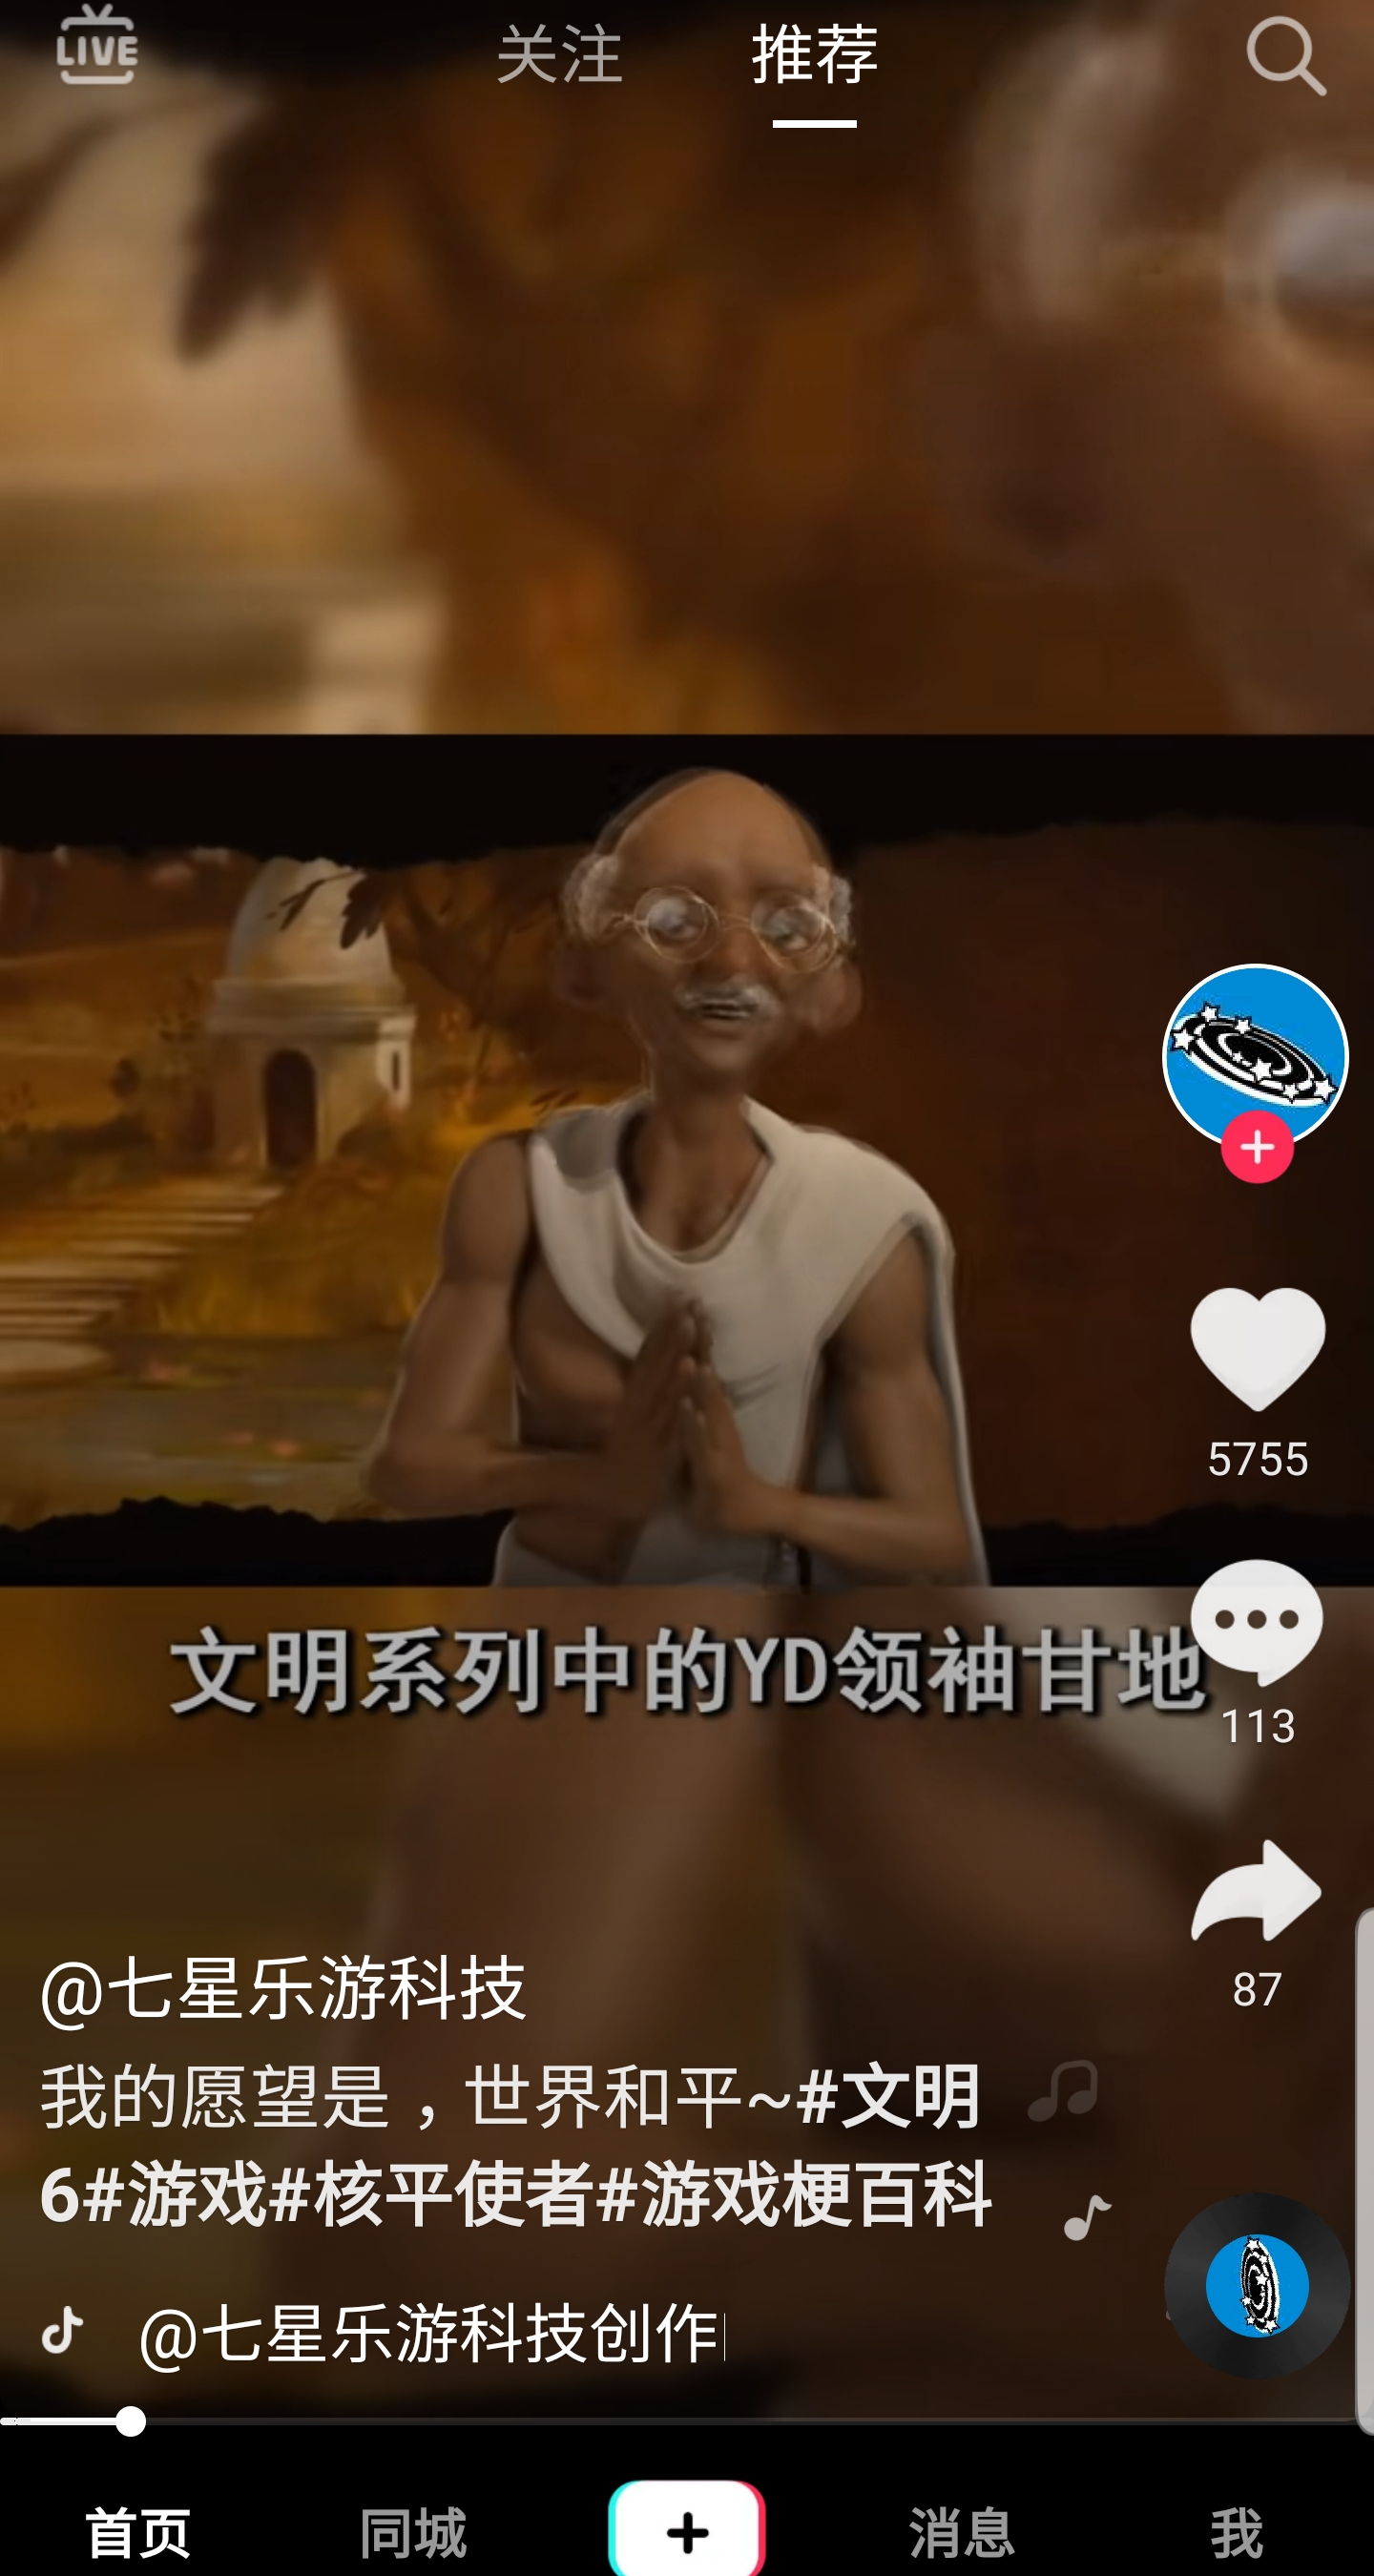 LIVE
关注
推荐
5755
文明系列中的YD领袖甘地
113
87
@七星乐游科技
我的愿望是，世界和平~#文明
6#游戏#核平使者#游戏梗百科
@七星乐游科技创作
首页
同城
消息
我